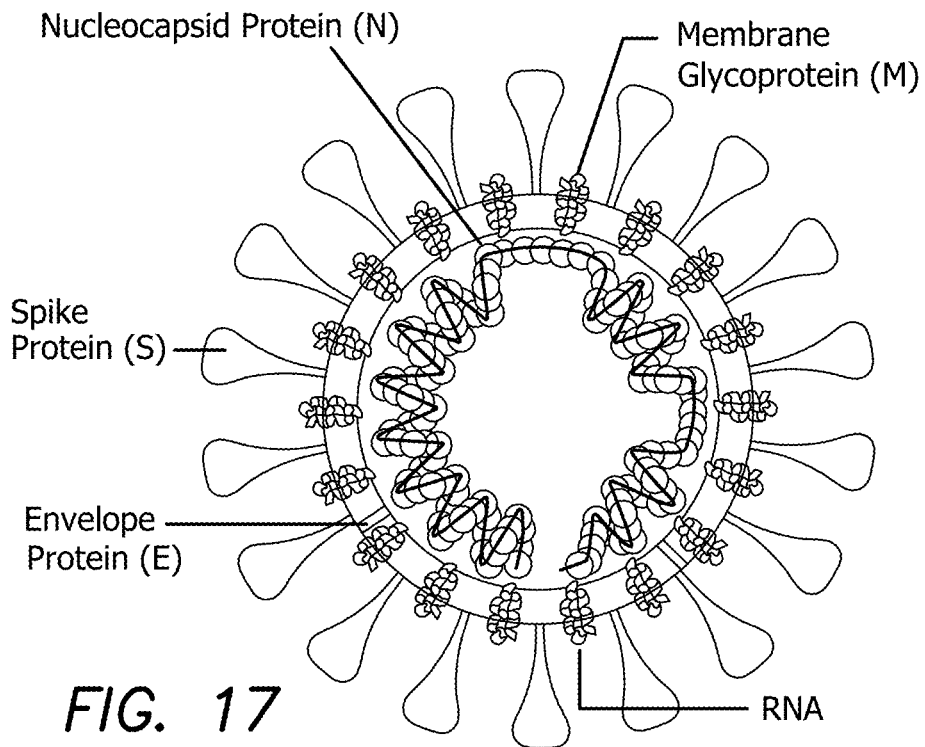 Nucleocapsid Protein (N)
Membrane
Glycoprotein (M)
Spike
Protein (S)
Envelope
Protein (E)
RNA
FIG. 17